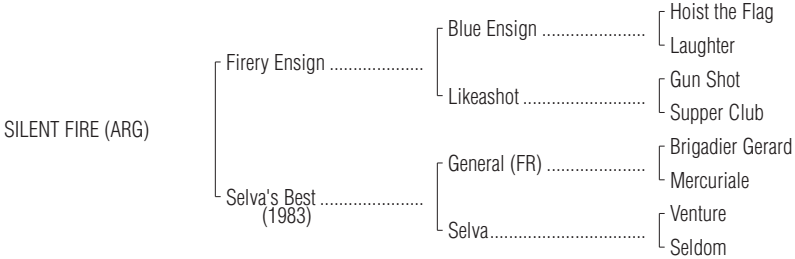 Hoist the Flag
Blue Ensign ......................
Laughter
Firery Ensign ....................
Gun Shot
Likeashot ..........................
Supper Club
SILENT FIRE (ARG)
Brigadier Gerard
General (FR) .....................
Mercuriale
Selva's Best ......................
(1983)
Venture
Selva.................................
Seldom